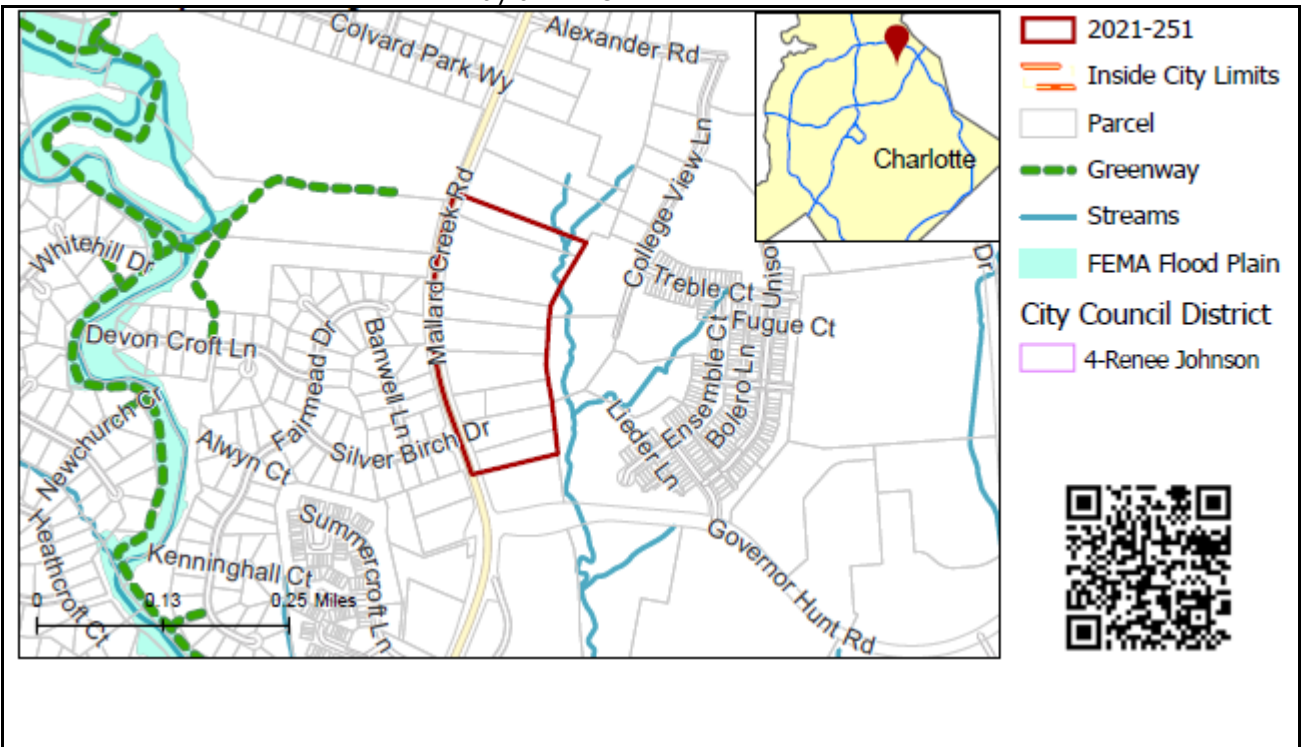 Colvard Park Wy
Alexander Rd
College View Ln
Mallard Creek Rd
Charlotte
Whitehill Dr
Devon Croft Ln
Fairmead Dr
Banwell Ln
Silver Birch Dr
Newchurch Cr
Alwyn Ct
Heathcroft Ct
Kenninghall Ct
Summercroft Ln
Treble Ct
Uniso
Fugue Ct
Ensemble Ct
Bolero Ln
Lieder Ln
Governor Hunt Rd
Dr
0 0.13 0.25 Miles
2021-251
Inside City Limits
Parcel
Greenway
Streams
FEMA Flood Plain
City Council District
4-Renee Johnson